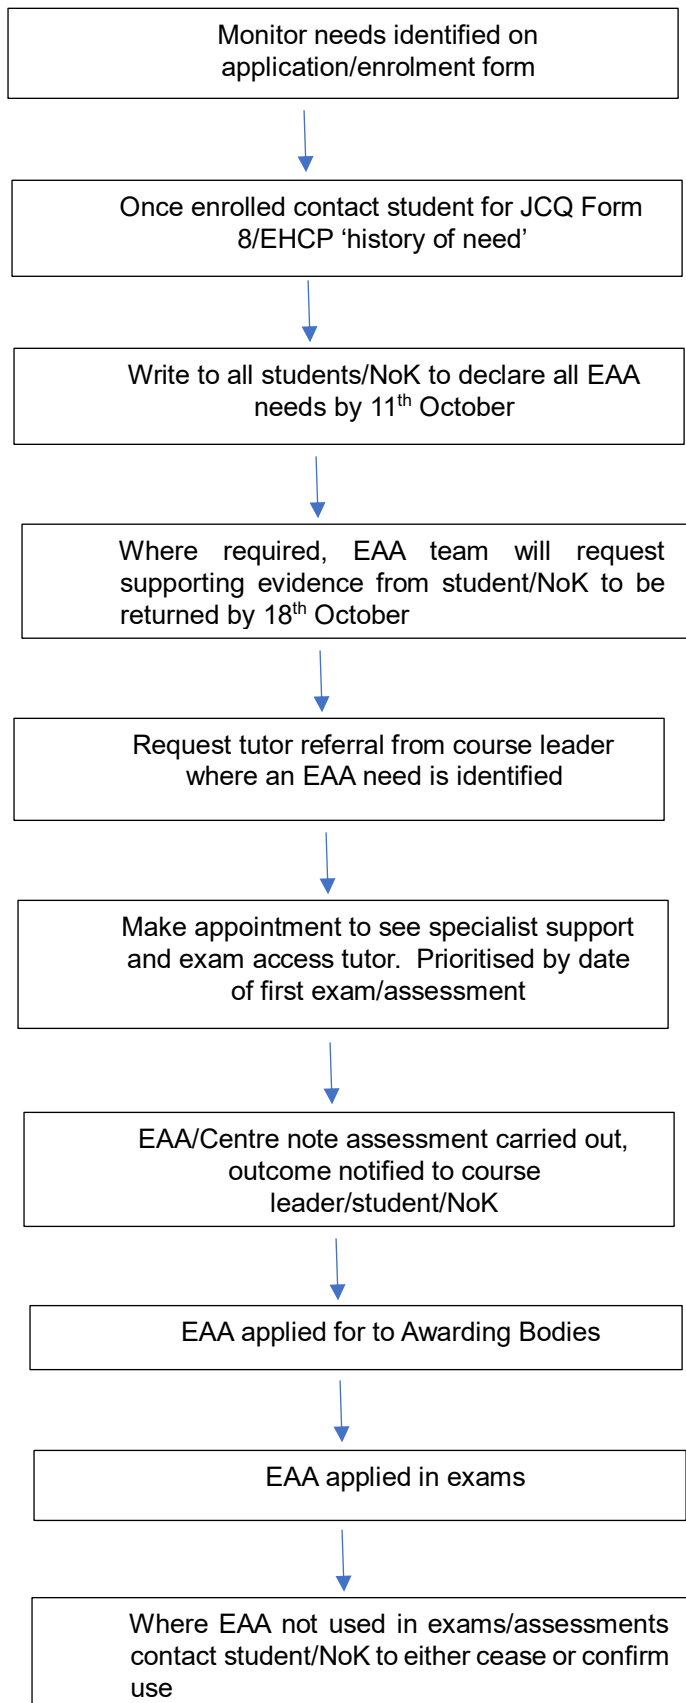 Monitor needs identified on
application/enrolment form
Once enrolled contact student for JCQ Form
8/EHCP ‘history of need’
Write to all students/NoK to declare all EAA
needs by 11th October
Where required, EAA team will request
supporting evidence from student/NoK to be
returned by 18th October
Request tutor referral from course leader
where an EAA need is identified
Make appointment to see specialist support
and exam access tutor. Prioritised by date
of first exam/assessment
EAA/Centre note assessment carried out,
outcome notified to course
leader/student/NoK
EAA applied for to Awarding Bodies
EAA applied in exams
Where EAA not used in exams/assessments
contact student/NoK to either cease or confirm
use